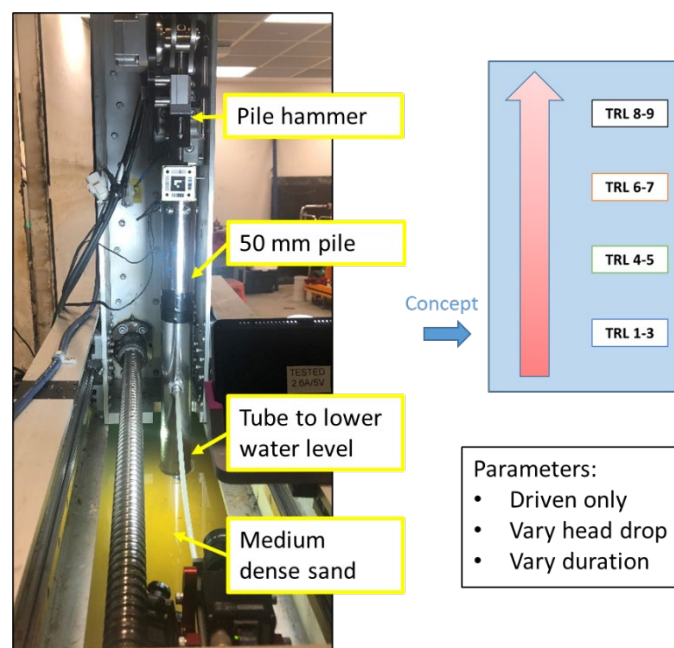 Pile hammer
50 mm pile
TESTED
2.6A/5V
Tube to lower
water level
Medium
dense sand
Concept
TRL 8-9
TRL 6-7
TRL 4-5
TRL 1-3
Parameters:
• Driven only
• Vary head drop
• Vary duration